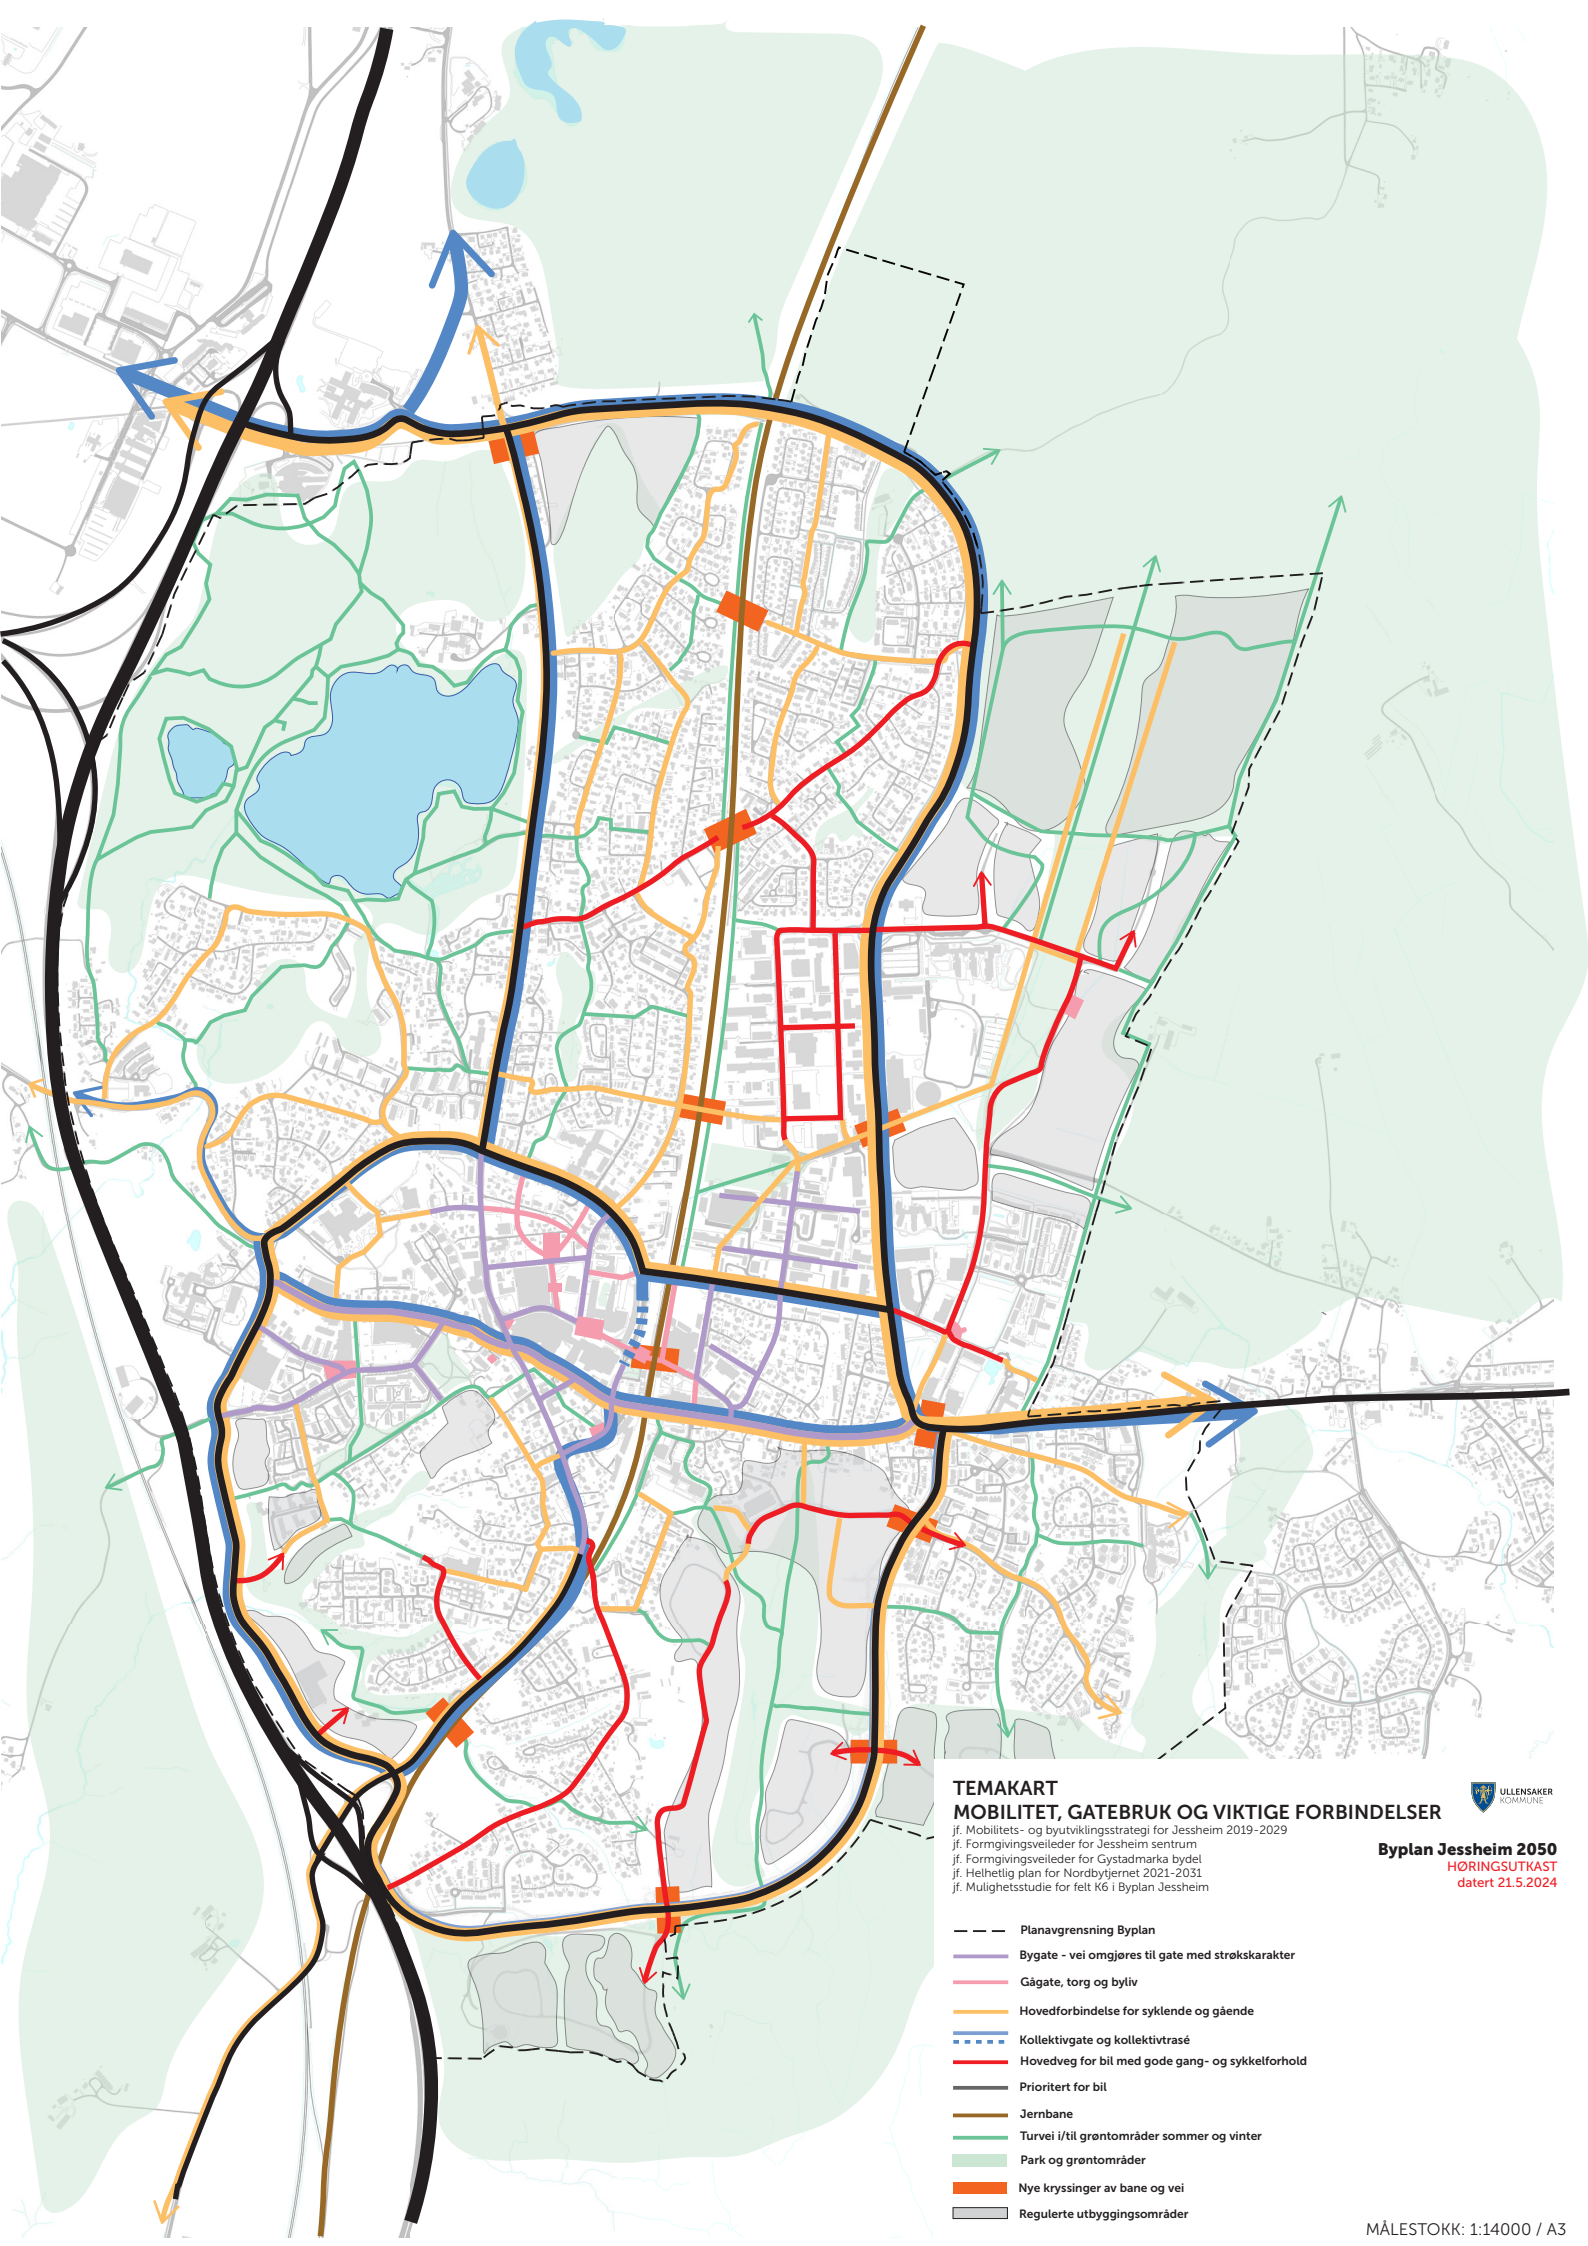 TEMAKART
MOBILITET, GATEBRUK OG VIKTIGE FORBINDELSER
jf. Mobilitets- og byutviklingsstrategi for Jessheim 2019-2029
jf. Formgivingsveileder for Jessheim sentrum
jf. Formgivingsveileder for Gystadmarka bydel
jf. Helhetlig plan for Nordbytjernet 2021-2031
jf. Mulighetsstudie for felt K6 i Byplan Jessheim
ULLENSAKER
KOMMUNE
Byplan Jessheim 2050
HØRINGSUTKAST
datert 21.5.2024
Planavgrensning Byplan
Bygate - vei omgjøres til gate med strøkskarakter
Gågate, torg og byliv
Hovedforbindelse for syklende og gående
Kollektivgate og kollektivtrasé
Hovedveg for bil med gode gang- og sykkelforhold
Prioritert for bil
Jernbane
Turvei i/til grøntområder sommer og vinter
Park og grøntområder
Nye kryssinger av bane og vei
Regulerte utbyggingsområder
MÅLESTOKK: 1:14000 / A3